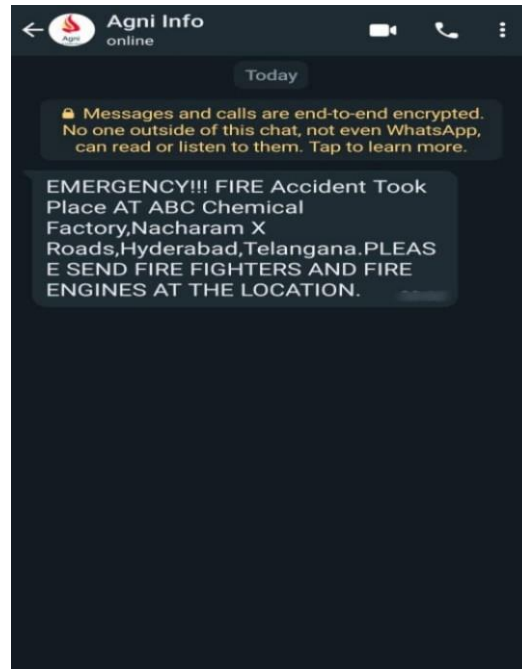 Agni Info
Agni
online
Today
Messages and calls are end-to-end encrypted.
No one outside of this chat, not even WhatsApp,
can read or listen to them. Tap to learn more.
EMERGENCY!!! FIRE Accident Took
Place AT ABC Chemical
Factory,Nacharam X
Roads,Hyderabad,Telangana.PLEAS
E SEND FIRE FIGHTERS AND FIRE
ENGINES AT THE LOCATION.